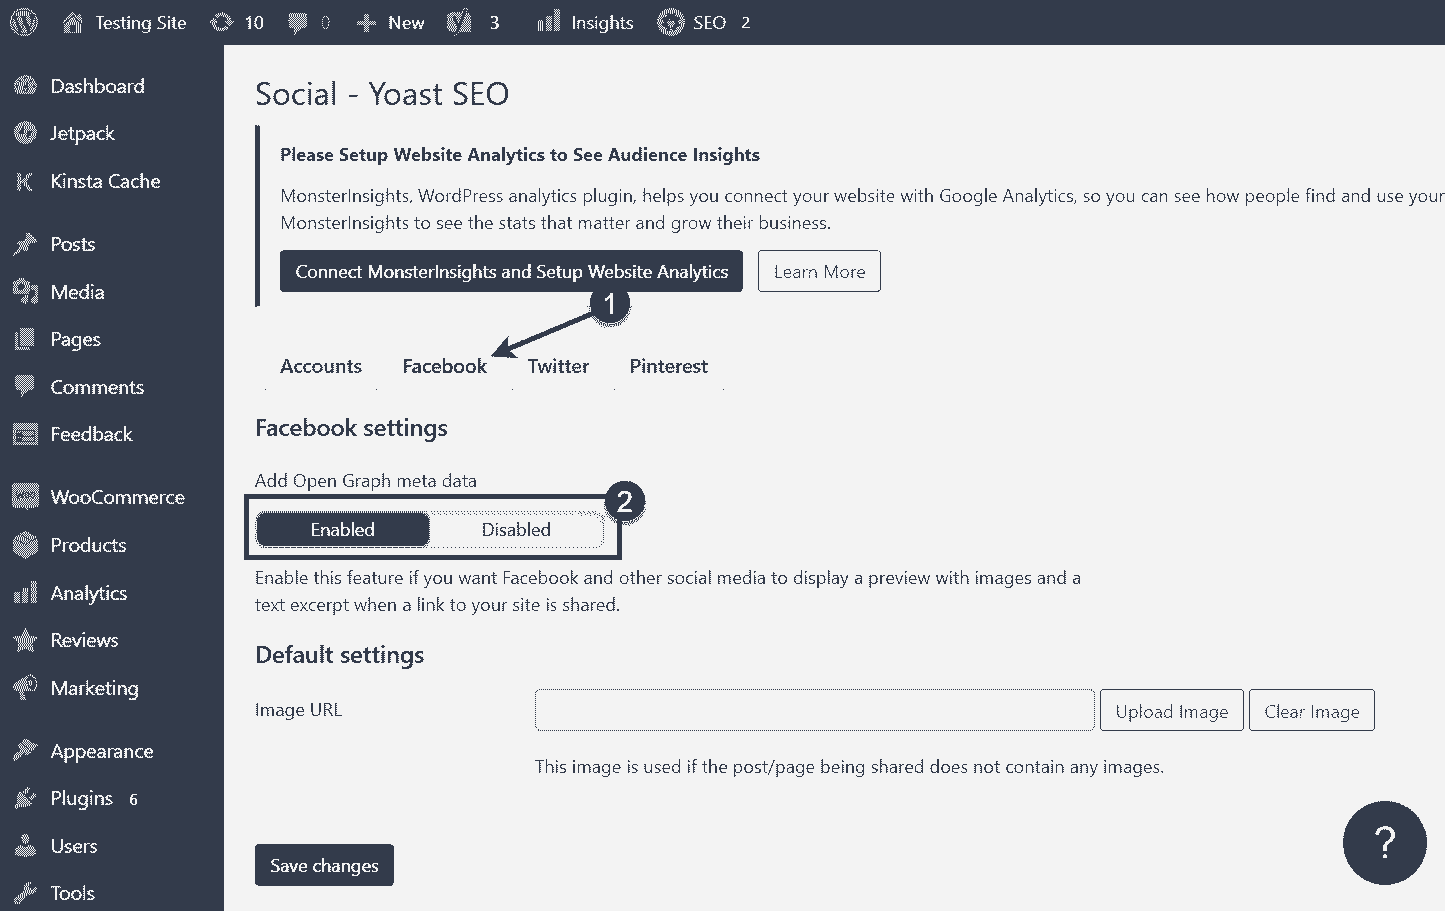 Testing Site 10 0 New 3 Insights SEO 2
Dashboard
Jetpack
Kinsta Cache
Posts
Media
Pages
Comments
Feedback
WooCommerce
Products
Analytics
Reviews
Marketing
Appearance
Plugins 6
Users
Tools
Social - Yoast SEO
Please Setup Website Analytics to See Audience Insights
MonsterInsights, WordPress analytics plugin, helps you connect your website with Google Analytics, so you can see how people find and use your
MonsterInsights to see the stats that matter and grow their business.
Connect MonsterInsights and Setup Website Analytics Learn More
1
Accounts Facebook Twitter Pinterest
Facebook settings
Add Open Graph meta data
2
Enabled Disabled
Enable this feature if you want Facebook and other social media to display a preview with images and a
text excerpt when a link to your site is shared.
Default settings
Image URL Upload Image Clear Image
This image is used if the post/page being shared does not contain any images.
Save changes
?